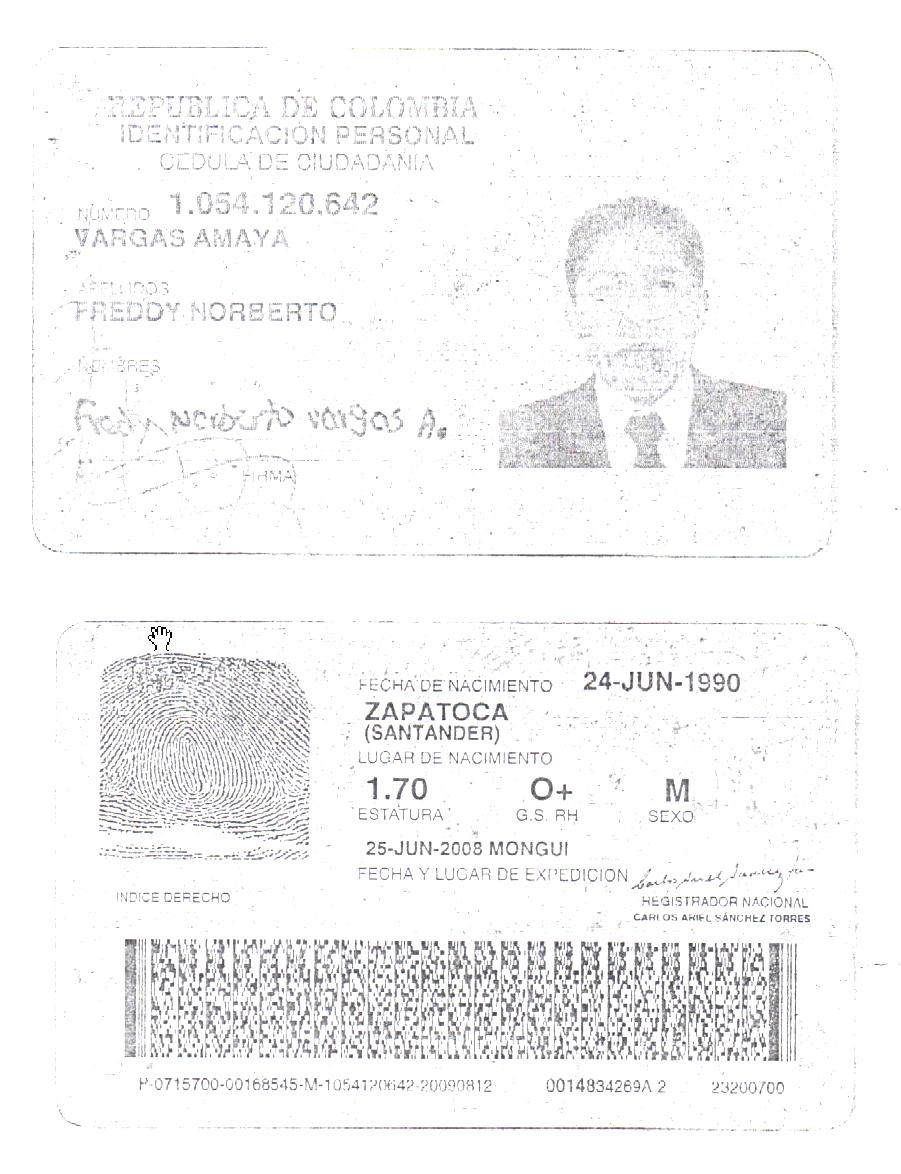 REPUBLICA DE COLOMBIA
IDENTIFICACION PERSONAL
CEDULA DE CIUDADANIA
NUMERO 1.054.120.642
VARGAS AMAYA
APELLIDOS
FREDDY NORBERTO
NOMBRES
Fredy Norberto Vargas A.
FIRMA
FECHA DE NACIMIENTO 24-JUN-1990
ZAPATOCA
(SANTANDER)
LUGAR DE NACIMIENTO
1.70 O+ M
ESTATURA G.S. RH SEXO
25-JUN-2008 MONGUI
FECHA Y LUGAR DE EXPEDICION
INDICE DERECHO
REGISTRADOR NACIONAL
CARLOS ARIEL SÁNCHEZ TORRES
P-0715700-00168545-M-1054120642-20090812 0014834269A 2 23200700